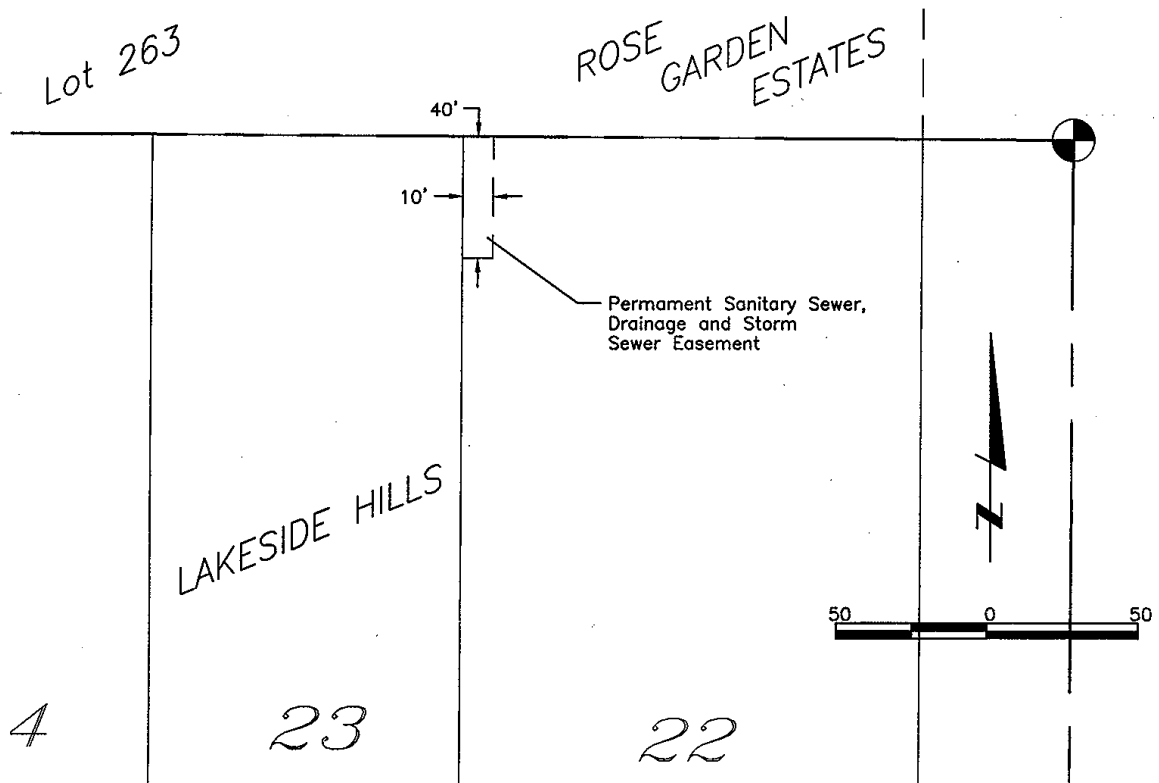 Lot 263
ROSE
GARDEN
ESTATES
40'
10'
Permament Sanitary Sewer,
Drainage and Storm
Sewer Easement
LAKESIDE HILLS
N
50 0 50
4
23
22